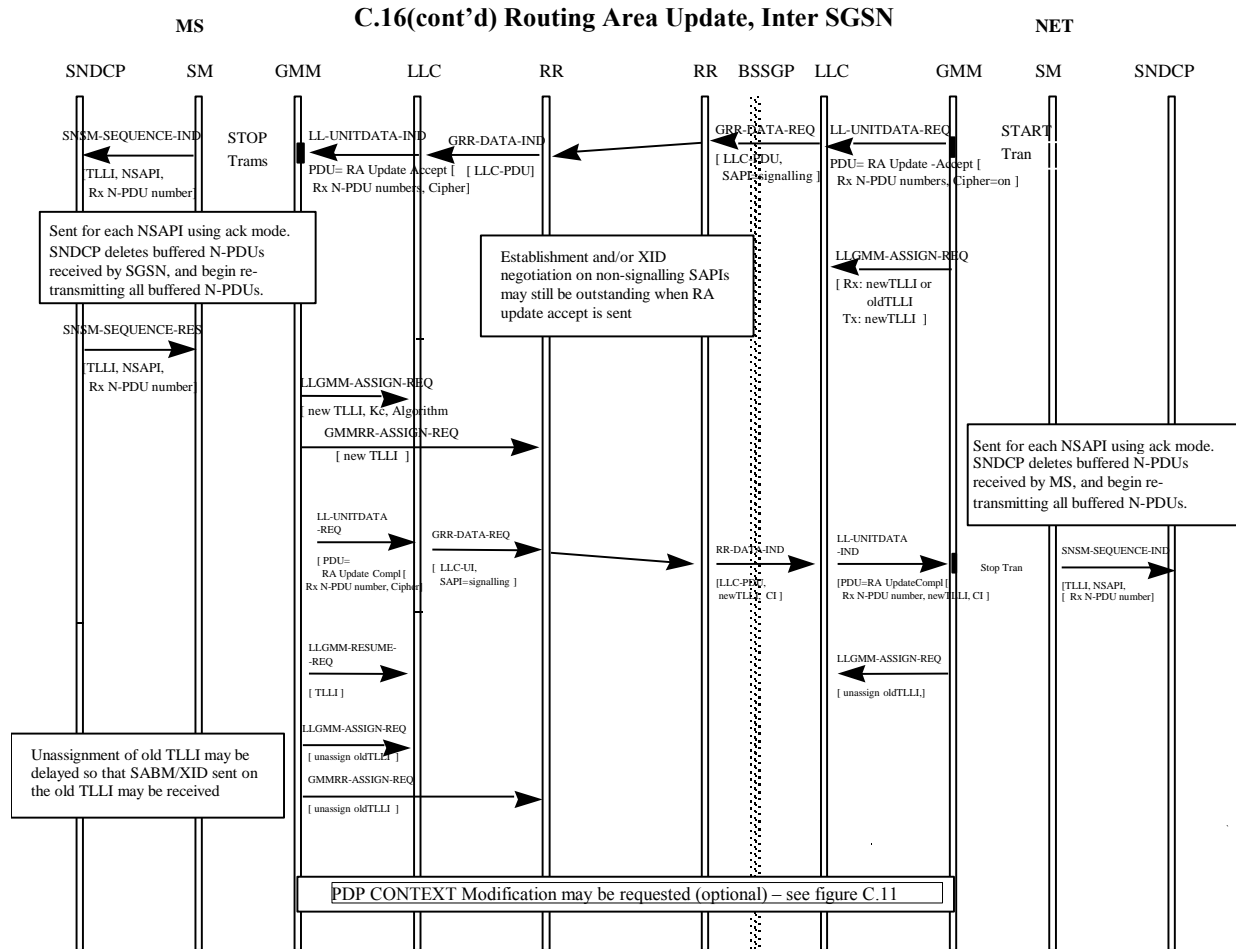 C.16(cont’d) Routing Area Update, Inter SGSN
MS
NET
SNDCP
SM
GMM
LLC
RR
RR
BSSGP
LLC
GMM
SM
SNDCP
SNSM-SEQUENCE-IND
[TLLI, NSAPI,
Rx N-PDU number]
STOP
Trams
LL-UNITDATA-IND
PDU= RA Update Accept [
Rx N-PDU numbers, Cipher]
GRR-DATA-IND
[ LLC-PDU]
GRR-DATA-REQ
[ LLC-PDU,
SAPI=signalling ]
LL-UNITDATA-REQ
PDU= RA Update -Accept [
Rx N-PDU numbers, Cipher=on ]
START
Tran
Sent for each NSAPI using ack mode.
SNDCP deletes buffered N-PDUs
received by SGSN, and begin re-
transmitting all buffered N-PDUs.
Establishment and/or XID
negotiation on non-signalling SAPIs
may still be outstanding when RA
update accept is sent
LLGMM-ASSIGN-REQ
[ Rx: newTLLI or
oldTLLI
Tx: newTLLI ]
SNSM-SEQUENCE-RES
[TLLI, NSAPI,
Rx N-PDU number]
LLGMM-ASSIGN-REQ
[ new TLLI, Kc, Algorithm
GMMRR-ASSIGN-REQ
[ new TLLI ]
Sent for each NSAPI using ack mode.
SNDCP deletes buffered N-PDUs
received by MS, and begin re-
transmitting all buffered N-PDUs.
LL-UNITDATA
-REQ
[ PDU=
RA Update Compl[
Rx N-PDU number, Cipher]
GRR-DATA-REQ
[ LLC-UI,
SAPI=signalling ]
RR-DATA-IND
[LLC-PDU,
newTLLI, CI ]
LL-UNITDATA
-IND
[PDU=RA UpdateCompl [
Rx N-PDU number, newTLLI, CI ]
Stop Tran
SNSM-SEQUENCE-IND
[TLLI, NSAPI,
[ Rx N-PDU number]
LLGMM-RESUME-
-REQ
[ TLLI ]
LLGMM-ASSIGN-REQ
[ unassign oldTLLI,]
LLGMM-ASSIGN-REQ
[ unassign oldTLLI ]
GMMRR-ASSIGN-REQ
[ unassign oldTLLI ]
Unassignment of old TLLI may be
delayed so that SABM/XID sent on
the old TLLI may be received
PDP CONTEXT Modification may be requested (optional) – see figure C.11